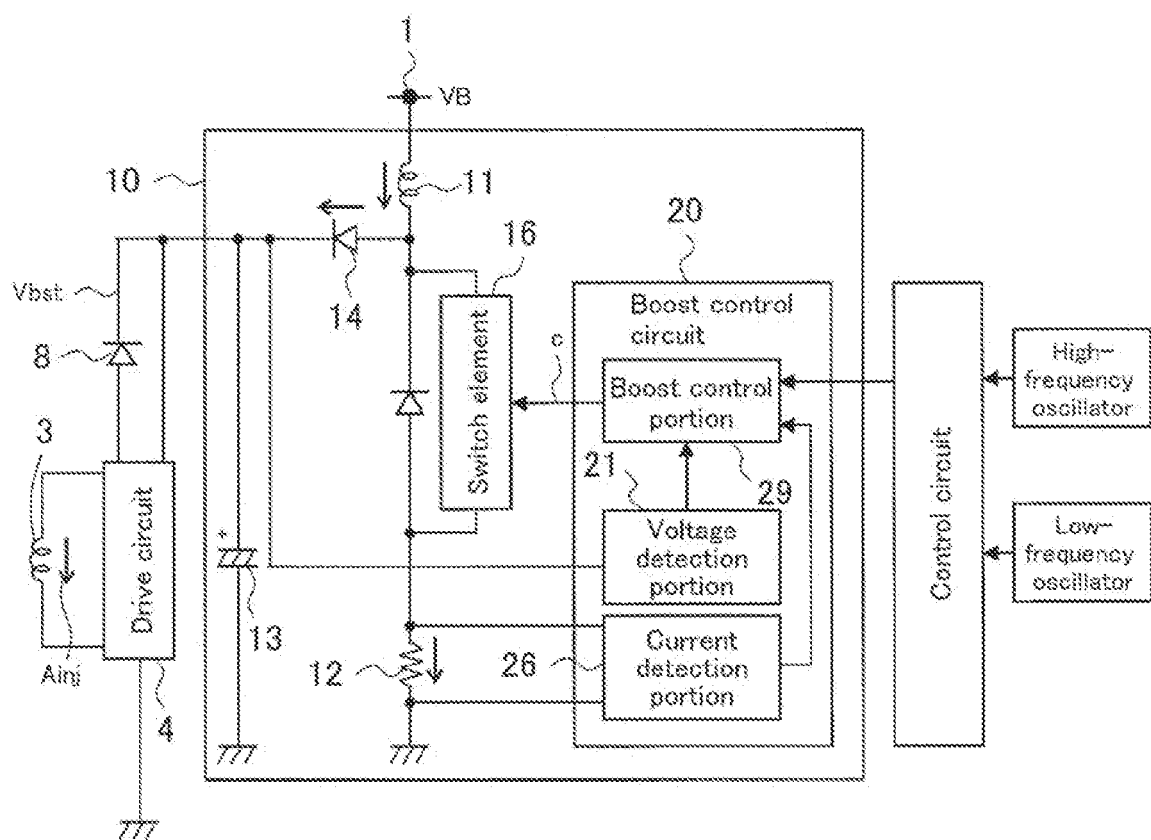 1
VB
10
11
20
16
14
Vbst
8
3
Boost control
circuit
c
Switch element
Boost control
portion
21
29
Voltage
detection
portion
Control circuit
High-
frequency
oscillator
Low-
frequency
oscillator
Drive circuit
+
13
12
26
Current
detection
portion
Ainj
4